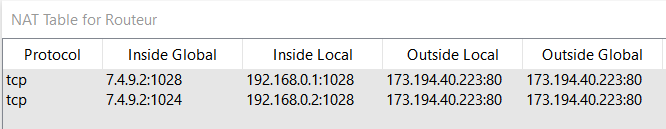 NAT Table for Routeur
Protocol Inside Global Inside Local Outside Local Outside Global
tcp 7.4.9.2:1028 192.168.0.1:1028 173.194.40.223:80 173.194.40.223:80
tcp 7.4.9.2:1024 192.168.0.2:1028 173.194.40.223:80 173.194.40.223:80